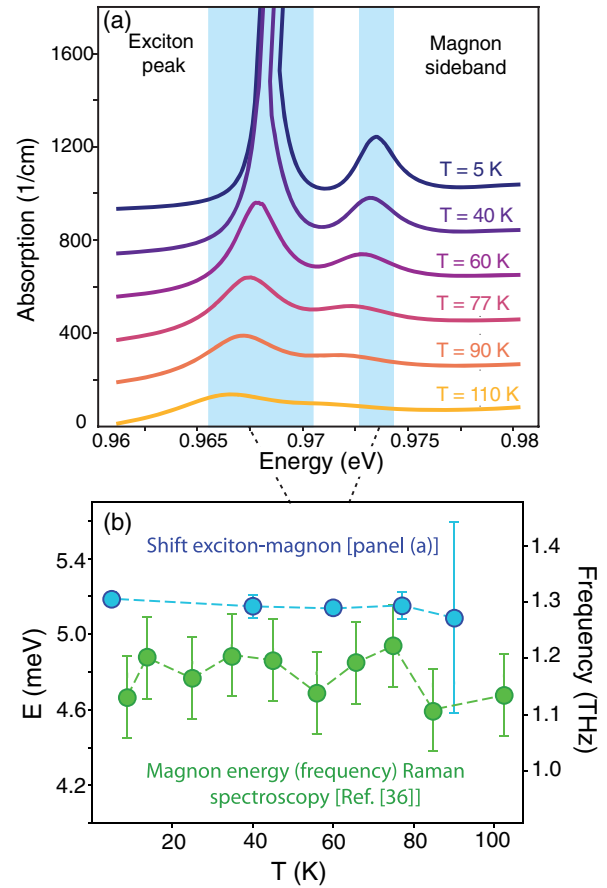 (a)
Exciton peak
Magnon sideband
1600
1200
800
400
0
Absorption (1/cm)
T = 5 K
T = 40 K
T = 60 K
T = 77 K
T = 90 K
T = 110 K
0.96 0.965 0.97 0.975 0.98
Energy (eV)
(b)
Shift exciton-magnon [panel (a)]
5.4
5.0
4.6
4.2
E (meV)
1.4
1.3
1.2
1.1
1.0
Frequency (THz)
Magnon energy (frequency) Raman
spectroscopy [Ref. [36]]
20 40 60 80 100
T (K)